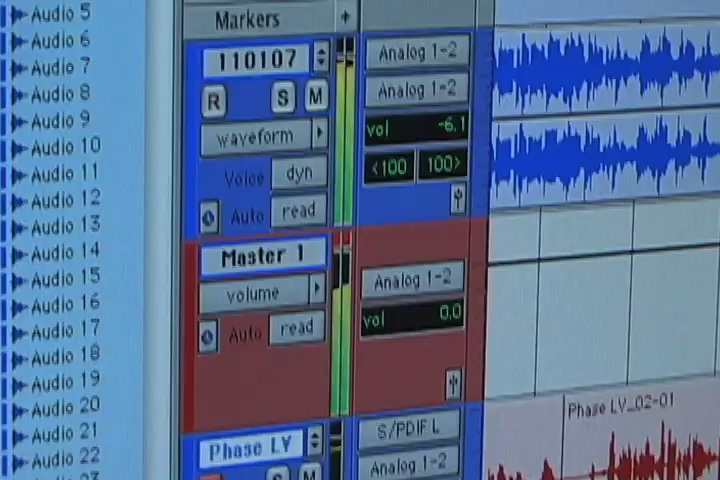 Audio 5
Audio 6
Audio 7
Audio 8
Audio 9
Audio 10
Audio 11
Audio 12
Audio 13
Audio 14
Audio 15
Audio 16
Audio 17
Audio 18
Audio 19
Audio 20
Audio 21
Audio 22
Markers +
110107
R S M
waveform
Voice dyn
Auto read
Analog 1-2
Analog 1-2
vol -6.1
<100 100>
Master 1
volume
Auto read
Analog 1-2
vol 0.0
Phase LV
S M
S/PDIF L
Analog 1-2
Phase LV_02-01